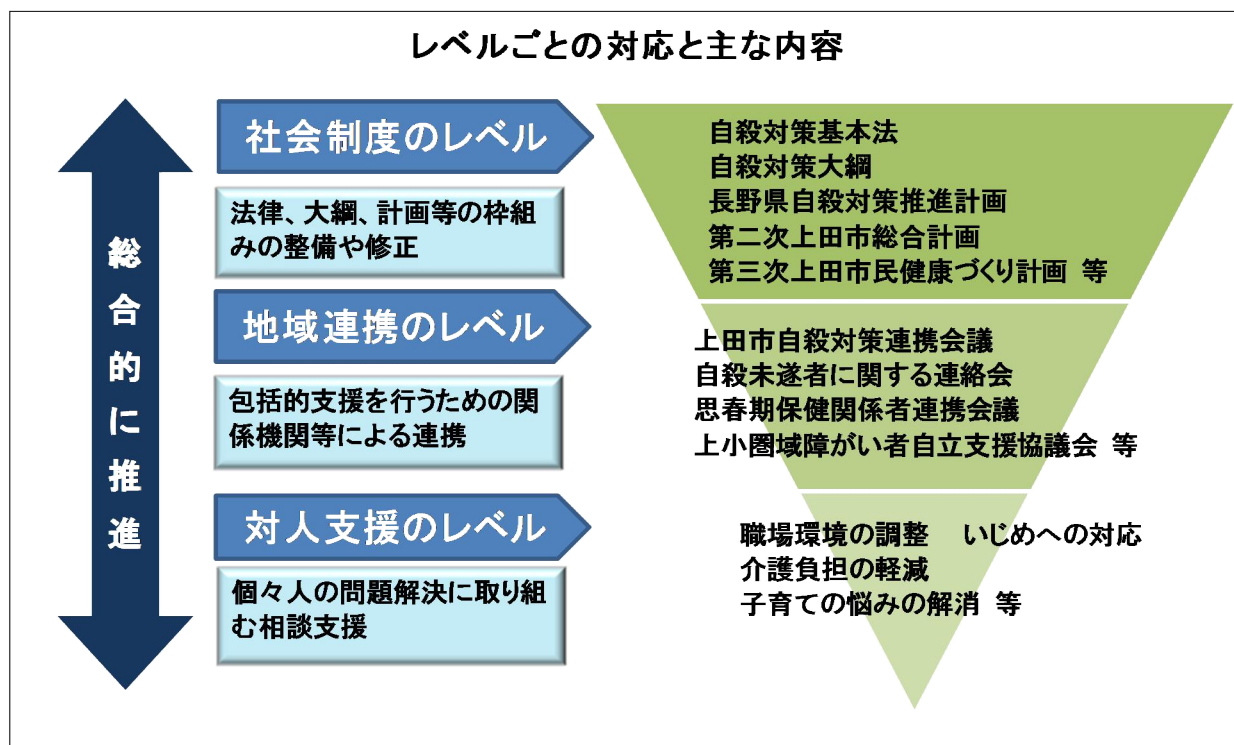 レベルごとの対応と主な内容
総合的に推進
社会制度のレベル
法律、大綱、計画等の枠組
みの整備や修正
自殺対策基本法
自殺対策大綱
長野県自殺対策推進計画
第二次上田市総合計画
第三次上田市民健康づくり計画 等
地域連携のレベル
包括的支援を行うための関
係機関等による連携
上田市自殺対策連携会議
自殺未遂者に関する連絡会
思春期保健関係者連携会議
上小圏域障がい者自立支援協議会 等
対人支援のレベル
個々人の問題解決に取り組
む相談支援
職場環境の調整　いじめへの対応
介護負担の軽減
子育ての悩みの解消 等